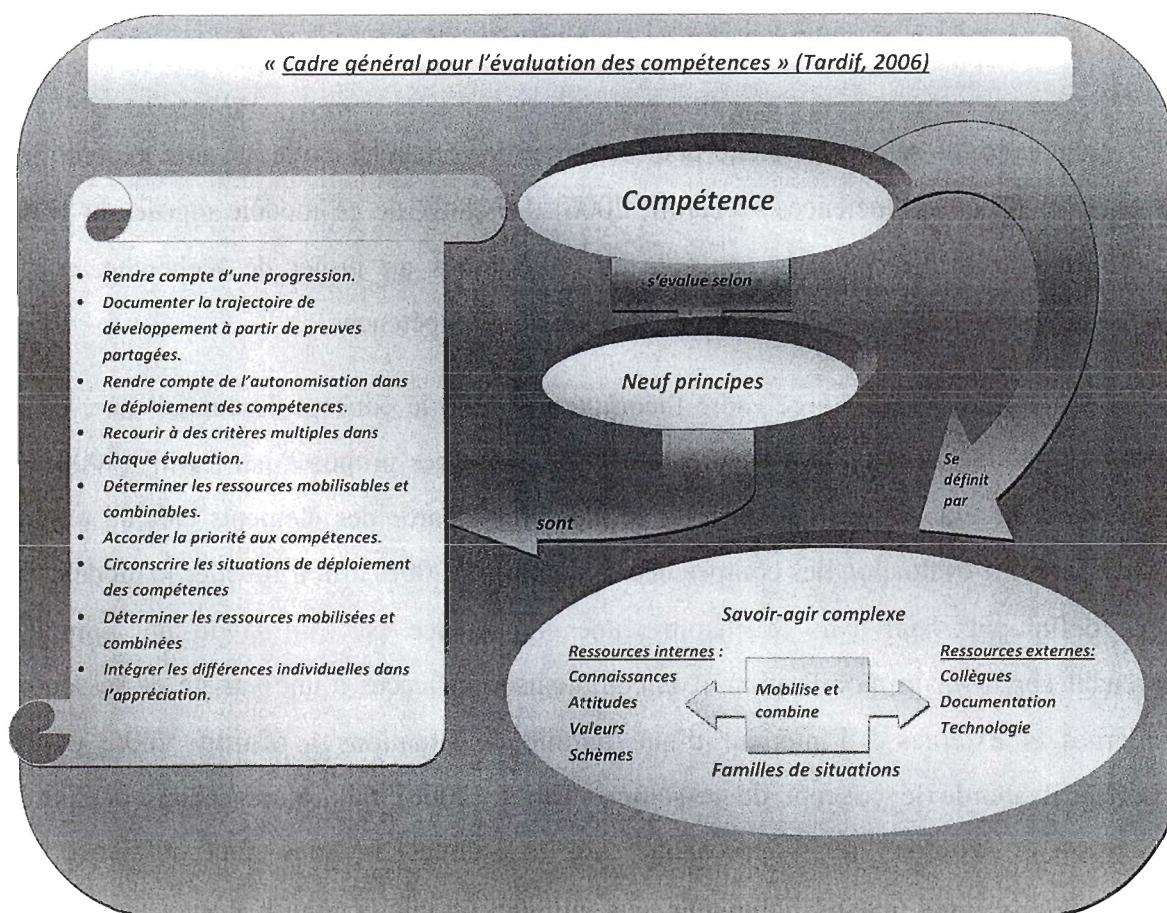 « Cadre général pour l'évaluation des compétences » (Tardif, 2006)
Compétence
s'évalue selon
Neuf principes
sont
• Rendre compte d'une progression.
• Documenter la trajectoire de
développement à partir de preuves
partagées.
• Rendre compte de l'autonomisation dans
le déploiement des compétences.
• Recourir à des critères multiples dans
chaque évaluation.
• Déterminer les ressources mobilisables et
combinables.
• Accorder la priorité aux compétences.
• Circonscrire les situations de déploiement
des compétences
• Déterminer les ressources mobilisées et
combinées
• Intégrer les différences individuelles dans
l'appréciation.
Se
définit
par
Savoir-agir complexe
Ressources internes :
Connaissances
Attitudes
Valeurs
Schèmes
Mobilise et
combine
Ressources externes:
Collègues
Documentation
Technologie
Familles de situations